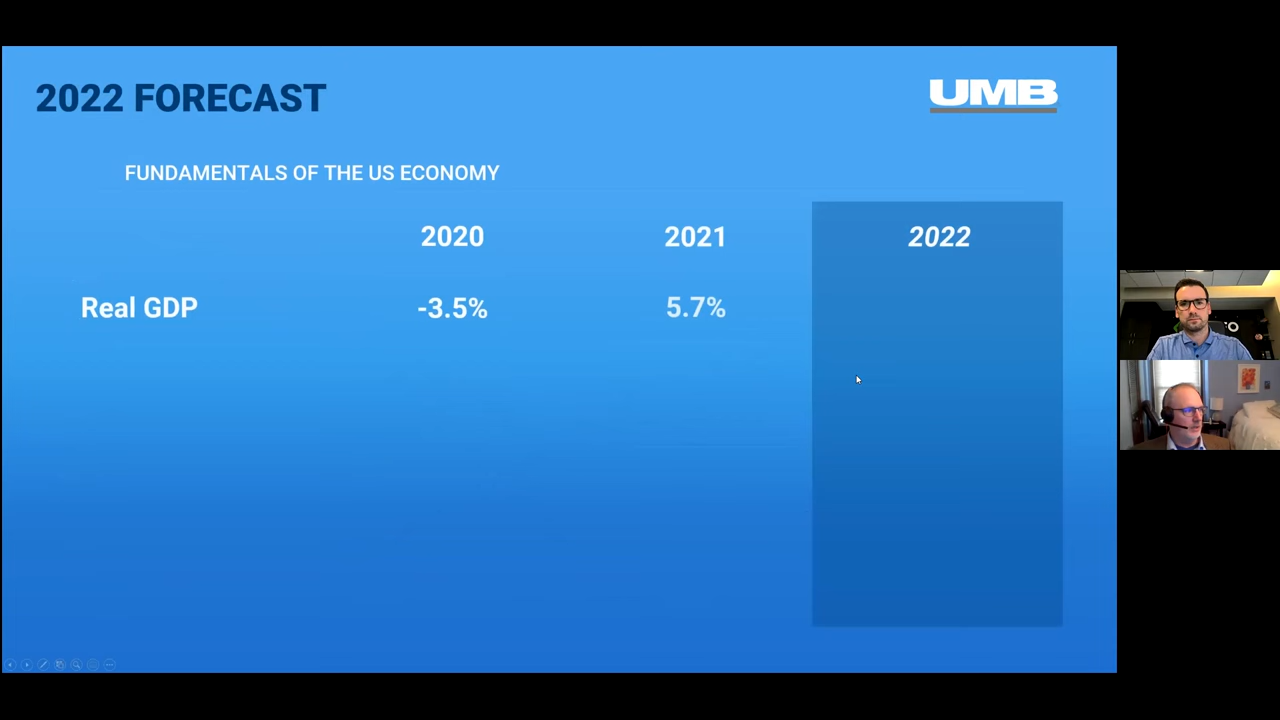 2022 FORECAST
UMB
FUNDAMENTALS OF THE US ECONOMY
2020 2021 2022
Real GDP -3.5% 5.7%